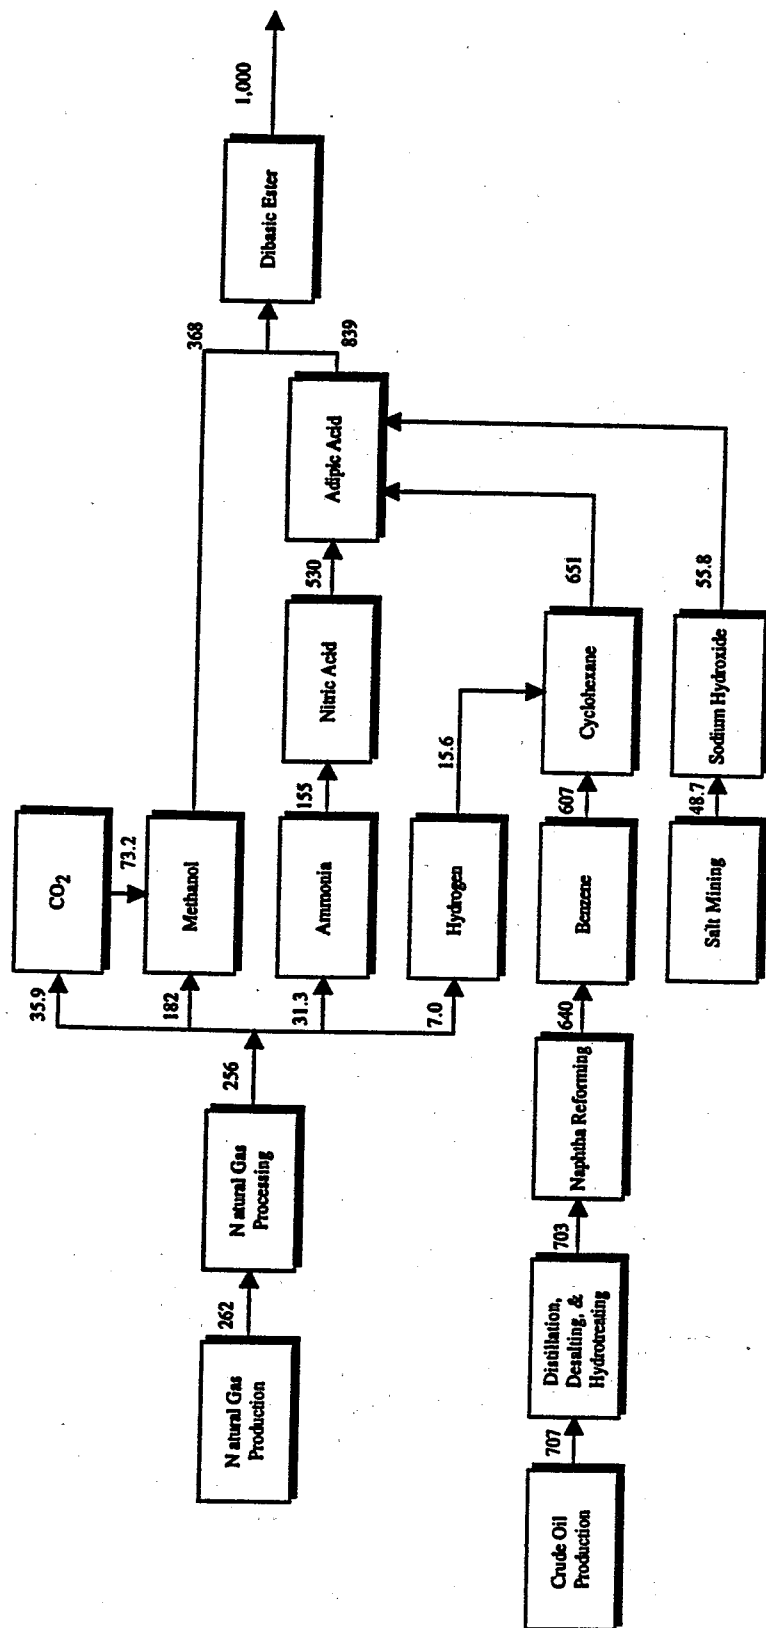 1,000
Dibasic Ester
368
839
Adipic Acid
530
Nitric Acid
155
Ammonia
31.3
CO2
73.2
Methanol
35.9
182
Hydrogen
15.6
7.0
256
N atural Gas
Processing
262
N atural Gas
Production
651
Cyclohexane
607
Benzene
640
Naphtha Reforming
703
Distillation,
Desalting, &
Hydrotreating
707
Crude Oil
Production
55.8
Sodium Hydroxide
48.7
Salt Mining